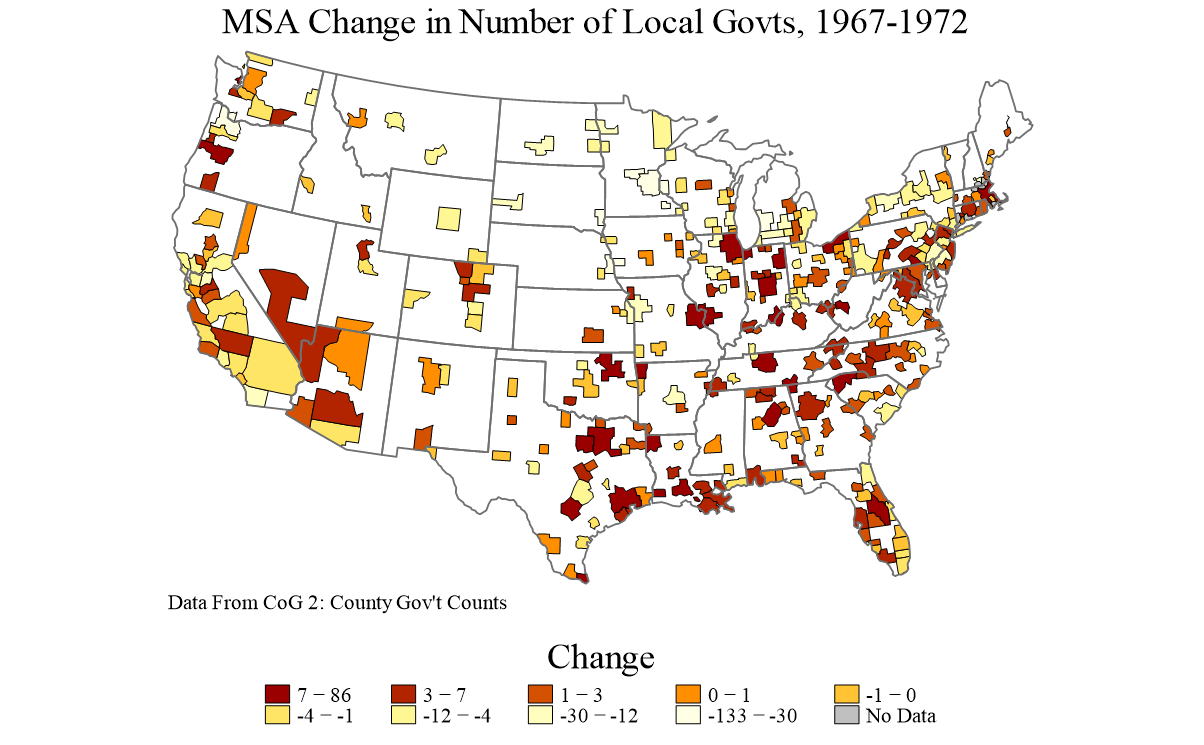 MSA Change in Number of Local Govts, 1967-1972
Data From CoG 2: County Gov't Counts
Change
7 − 86 3 − 7 1 − 3 0 − 1 -1 − 0
-4 − -1 -12 − -4 -30 − -12 -133 − -30 No Data